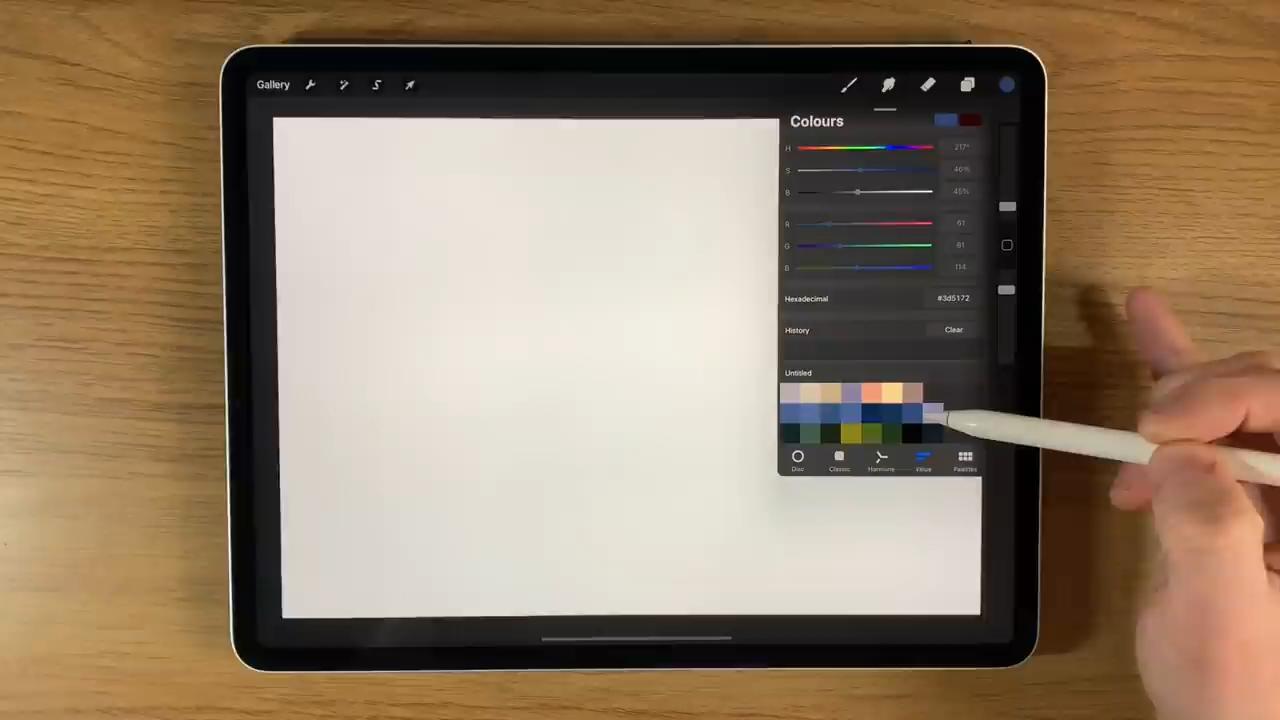 Gallery
Colours
H 217°
S 46%
B 45%
R 61
G 81
B 114
Hexadecimal #3d5172
History Clear
Untitled
Disc Classic Harmony Value Palettes